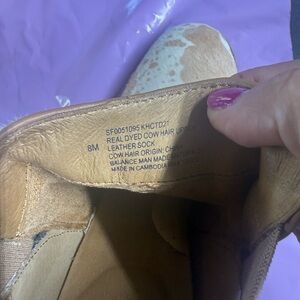 SF0051095 KHCTD21
REAL DYED COW HAIR UPPER
8M LEATHER SOCK
COW HAIR ORIGIN: CHINA
BALANCE MAN MADE
MADE IN CAMBODIA